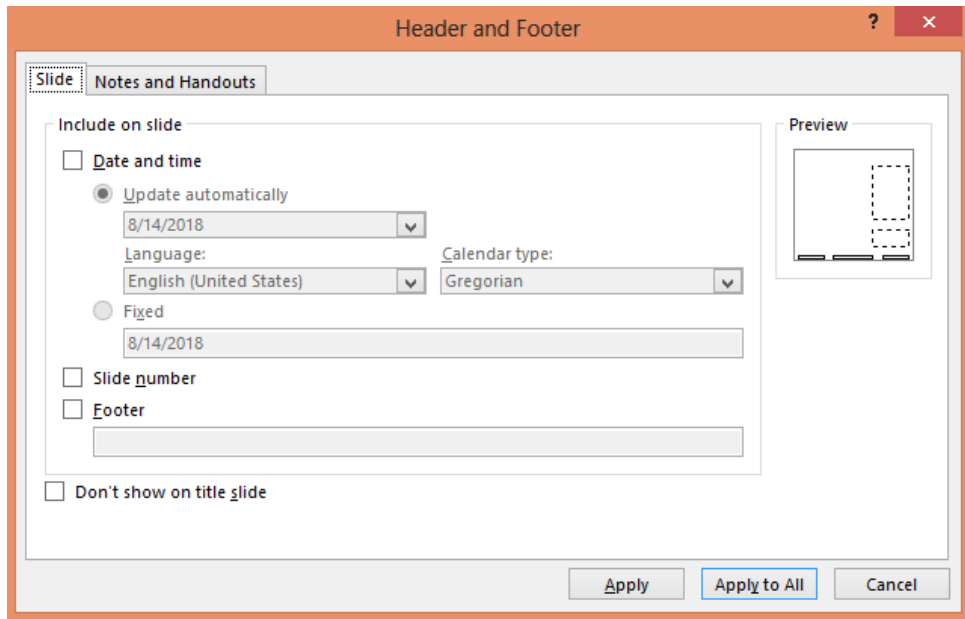 Header and Footer
?
Slide
Notes and Handouts
Include on slide
Preview
Date and time
Update automatically
8/14/2018
Language:
Calendar type:
English (United States)
Gregorian
Fixed
8/14/2018
Slide number
Footer
Don't show on title slide
Apply
Apply to All
Cancel